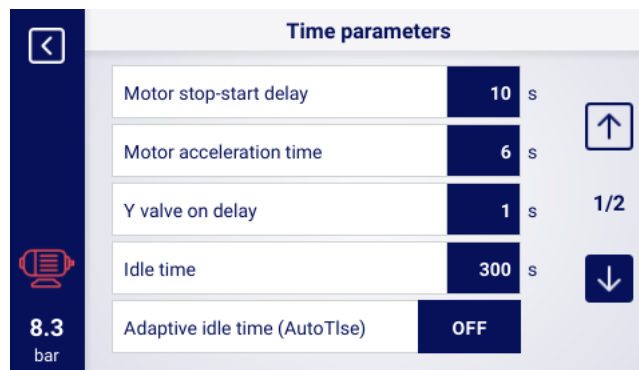 Time parameters
Motor stop-start delay 10 s
Motor acceleration time 6 s
Y valve on delay 1 s
1/2
Idle time 300 s
Adaptive idle time (AutoTlse) OFF
8.3
bar